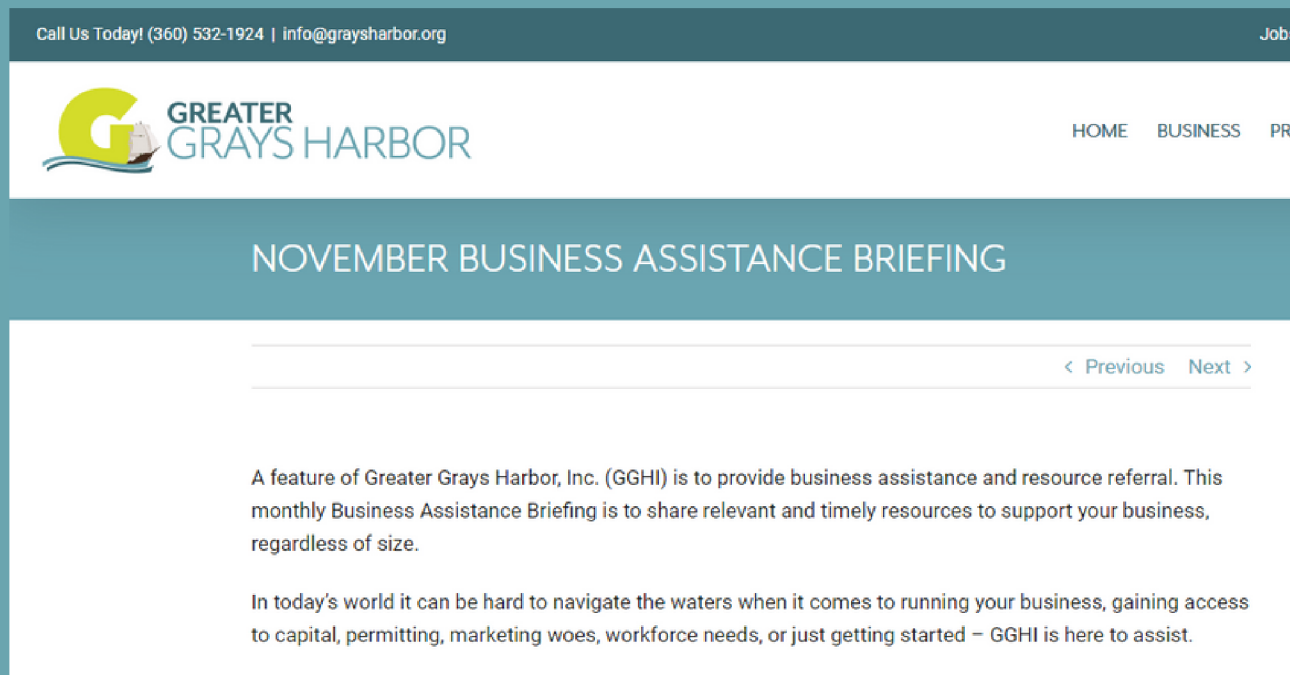 Call Us Today! (360) 532-1924 | info@graysharbor.org
GREATER
GRAYS HARBOR
HOME BUSINESS
NOVEMBER BUSINESS ASSISTANCE BRIEFING
Previous Next
A feature of Greater Grays Harbor, Inc. (GGHI) is to provide business assistance and resource referral. This
monthly Business Assistance Briefing is to share relevant and timely resources to support your business,
regardless of size.
In today’s world it can be hard to navigate the waters when it comes to running your business, gaining access
to capital, permitting, marketing woes, workforce needs, or just getting started – GGHI is here to assist.